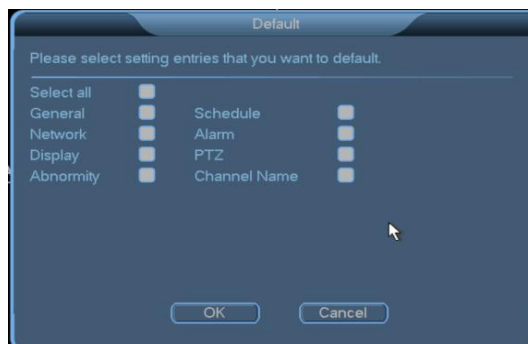 Default
Please select setting entries that you want to default.
Select all
General Schedule
Network Alarm
Display PTZ
Abnormity Channel Name
OK Cancel